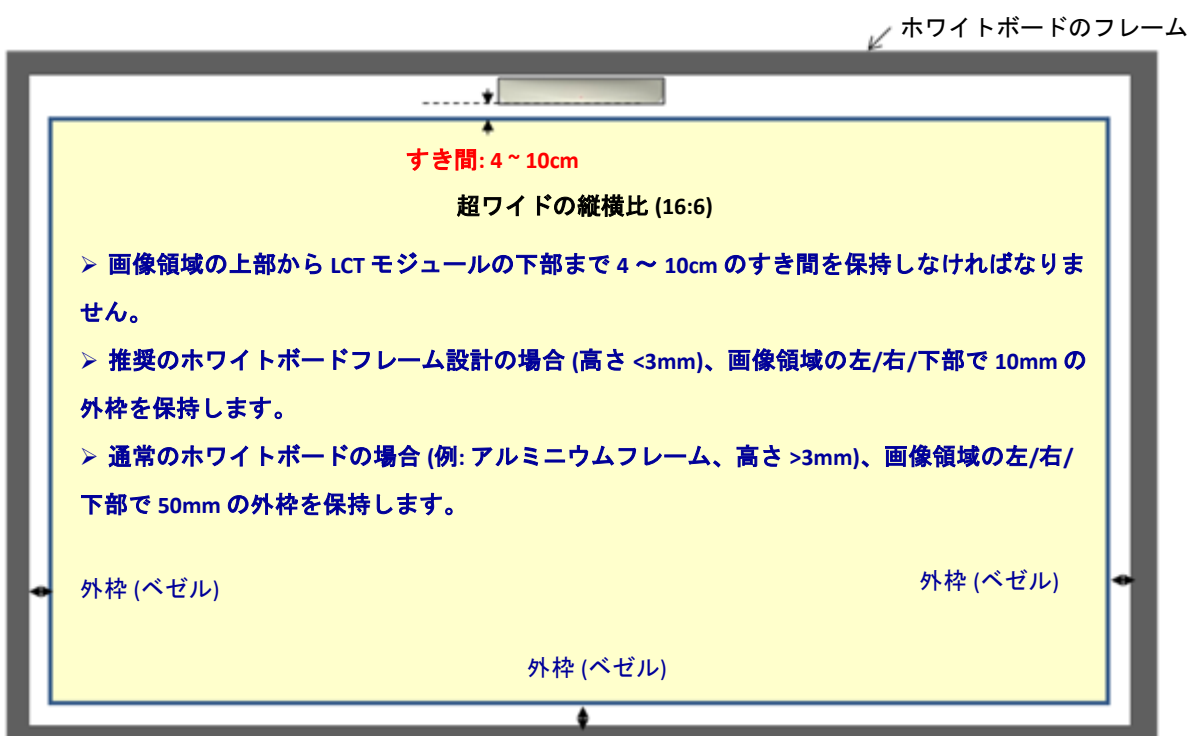 ホワイトボードのフレーム
すき間: 4 ~ 10cm
超ワイドの縦横比 (16:6)
➢ 画像領域の上部から LCT モジュールの下部まで 4 ～ 10cm のすき間を保持しなければなりま
せん。
➢ 推奨のホワイトボードフレーム設計の場合 (高さ <3mm)、画像領域の左/右/下部で 10mm の
外枠を保持します。
➢ 通常のホワイトボードの場合 (例: アルミニウムフレーム、高さ >3mm)、画像領域の左/右/
下部で 50mm の外枠を保持します。
外枠 (ベゼル)
外枠 (ベゼル)
外枠 (ベゼル)